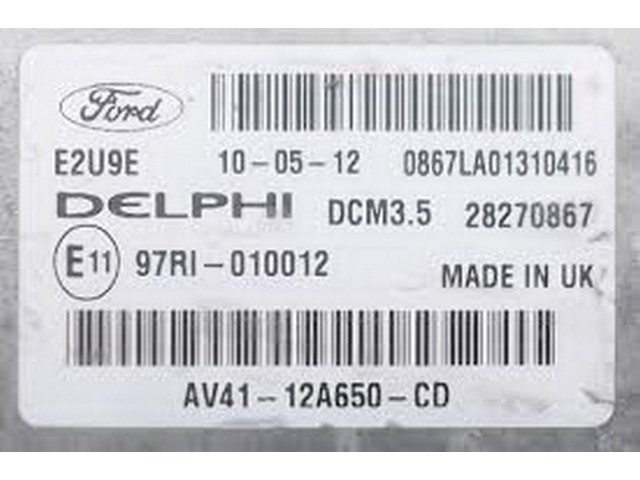 Ford
E2U9E 10-05-12 0867LA01310416
DELPHI DCM3.5 28270867
E11 97RI-010012 MADE IN UK
AV41-12A650-CD